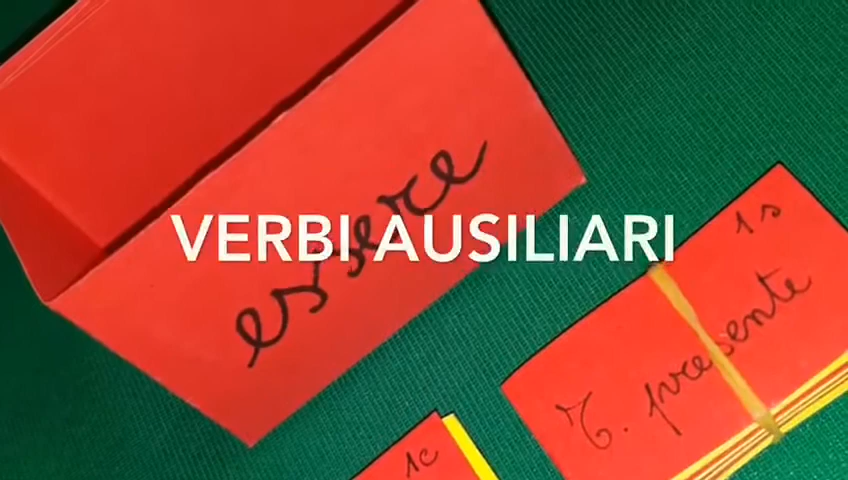 essere
VERBI AUSILIARI
1s
T. presente
1c